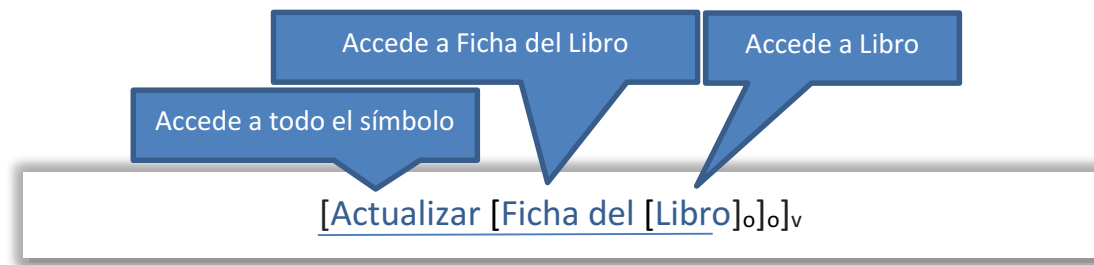 Accede a Ficha del Libro
Accede a Libro
Accede a todo el símbolo
[Actualizar [Ficha del [Libro]o]o]v